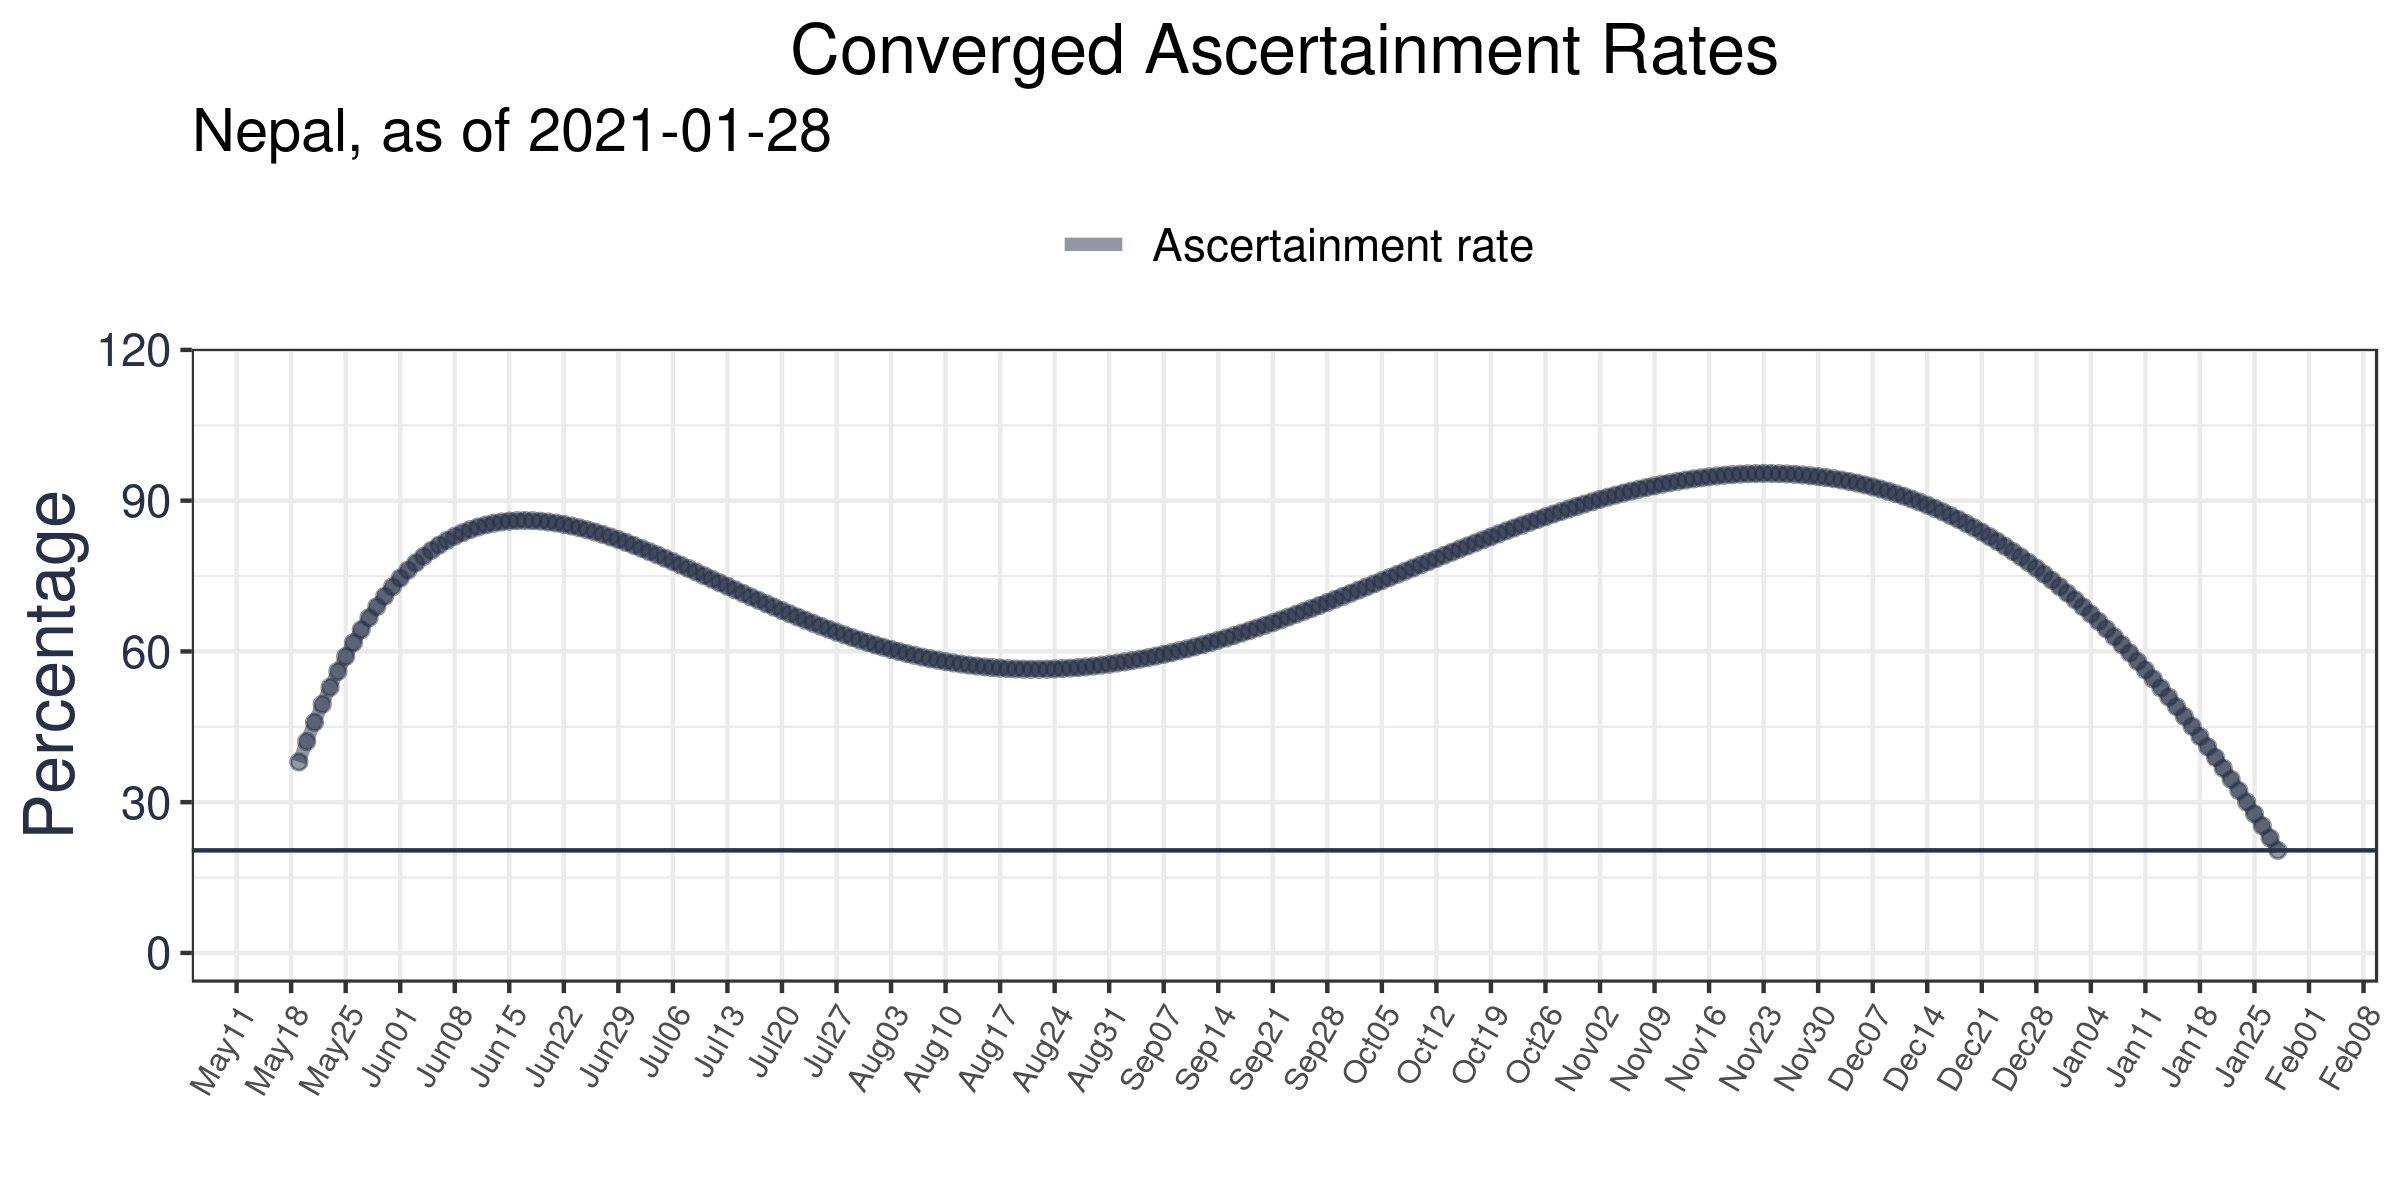 Converged Ascertainment Rates
Nepal, as of 2021-01-28
Ascertainment rate
Percentage
120
90
60
30
0
May11
May18
May25
Jun01
Jun08
Jun15
Jun22
Jun29
Jul06
Jul13
Jul20
Jul27
Aug03
Aug10
Aug17
Aug24
Aug31
Sep07
Sep14
Sep21
Sep28
Oct05
Oct12
Oct19
Oct26
Nov02
Nov09
Nov16
Nov23
Nov30
Dec07
Dec14
Dec21
Dec28
Jan04
Jan11
Jan18
Jan25
Feb01
Feb08